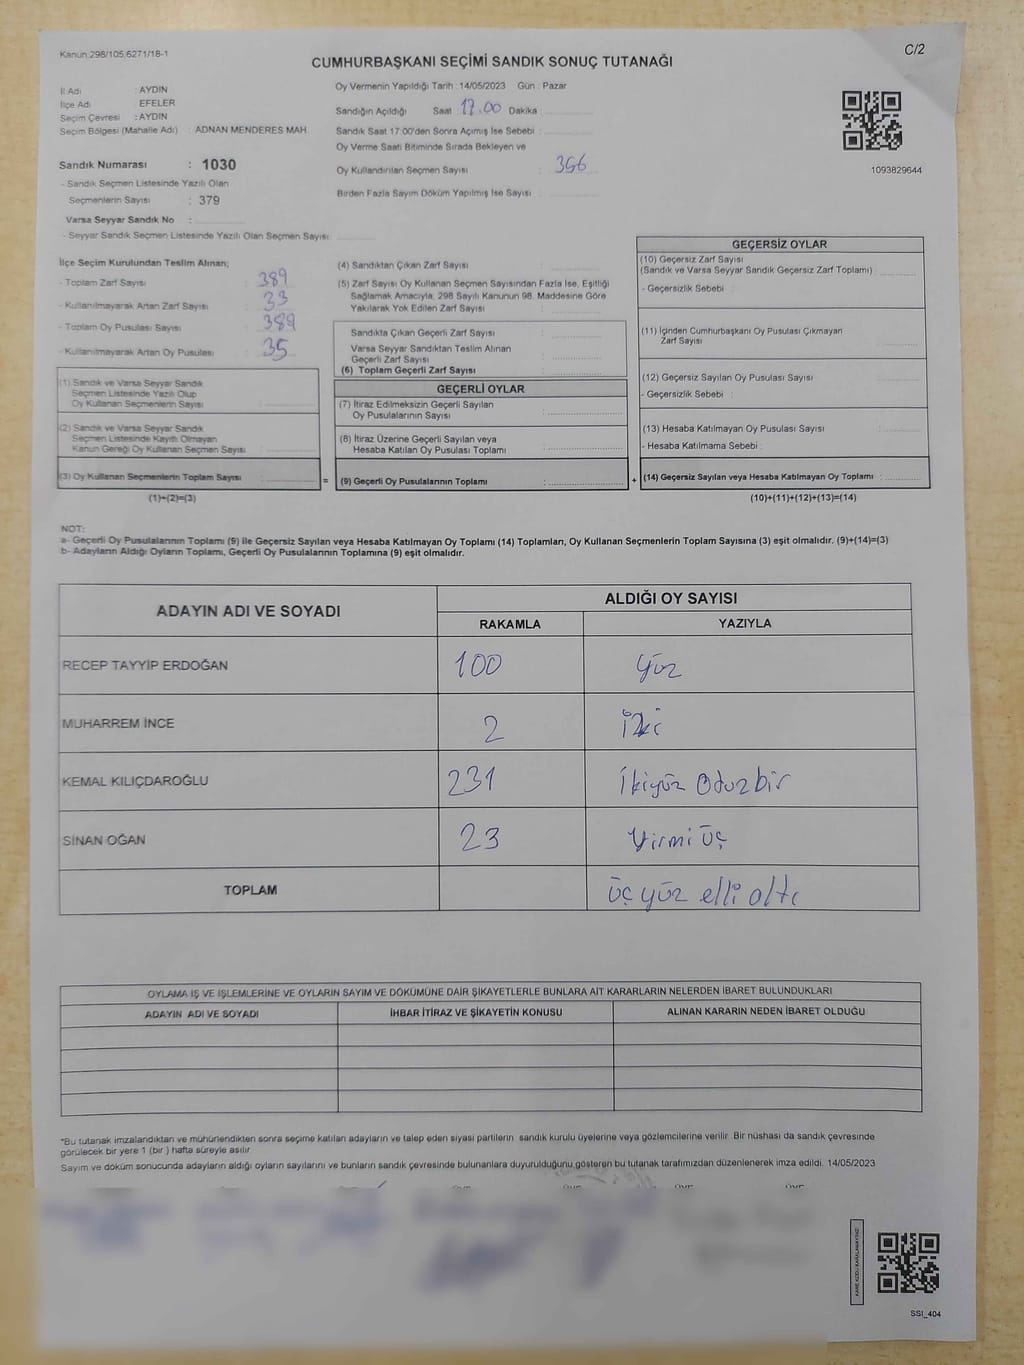 Kanun:298/105,6271/18-1
C/2
CUMHURBAŞKANI SEÇİMİ SANDIK SONUÇ TUTANAĞI
İl Adı : AYDIN
İlçe Adı : EFELER
Seçim Çevresi : AYDIN
Seçim Bölgesi (Mahalle Adı) : ADNAN MENDERES MAH.
Sandık Numarası : 1030
- Sandık Seçmen Listesinde Yazılı Olan
Seçmenlerin Sayısı : 379
Varsa Seyyar Sandık No :
- Seyyar Sandık Seçmen Listesinde Yazılı Olan Seçmen Sayısı
Oy Vermenin Yapıldığı Tarih : 14/05/2023 Gün : Pazar
Sandığın Açıldığı Saat 17.00 Dakika
Sandık Saat 17.00'den Sonra Açımış İse Sebebi :
Oy Verme Saati Bitiminde Sırada Bekleyen ve
Oy Kullandırılan Seçmen Sayısı : 356
Birden Fazla Sayım Döküm Yapılmış İse Sayısı :
1093829644
İlçe Seçim Kurulundan Teslim Alınan;
- Toplam Zarf Sayısı : 389
- Kullanılmayarak Artan Zarf Sayısı : 33
- Toplam Oy Pusulası Sayısı : 389
- Kullanılmayarak Artan Oy Pusulası : 35
(1) Sandık ve Varsa Seyyar Sandık
Seçmen Listesinde Yazılı Olup
Oy Kullanan Seçmenlerin Sayısı :
(2) Sandık ve Varsa Seyyar Sandık
Seçmen Listesinde Kayıtlı Olmayan
Kanun Gereği Oy Kullanan Seçmen Sayısı :
(3) Oy Kullanan Seçmenlerin Toplam Sayısı :
(1)+(2)=(3)
(4) Sandıktan Çıkan Zarf Sayısı :
(5) Zarf Sayısı Oy Kullanan Seçmen Sayısından Fazla İse, Eşitliği
Sağlamak Amacıyla, 298 Sayılı Kanunun 98. Maddesine Göre
Yakılarak Yok Edilen Zarf Sayısı :
Sandıkta Çıkan Geçerli Zarf Sayısı :
Varsa Seyyar Sandıktan Teslim Alınan
Geçerli Zarf Sayısı :
(6) Toplam Geçerli Zarf Sayısı :
GEÇERLİ OYLAR
(7) İtiraz Edilmeksizin Geçerli Sayılan
Oy Pusulalarının Sayısı :
(8) İtiraz Üzerine Geçerli Sayılan veya
Hesaba Katılan Oy Pusulası Toplamı :
= (9) Geçerli Oy Pusulalarının Toplamı :
GEÇERSİZ OYLAR
(10) Geçersiz Zarf Sayısı
(Sandık ve Varsa Seyyar Sandık Geçersiz Zarf Toplamı) :
- Geçersizlik Sebebi :
(11) İçinden Cumhurbaşkanı Oy Pusulası Çıkmayan
Zarf Sayısı :
(12) Geçersiz Sayılan Oy Pusulası Sayısı :
- Geçersizlik Sebebi :
(13) Hesaba Katılmayan Oy Pusulası Sayısı :
- Hesaba Katılmama Sebebi :
+ (14) Geçersiz Sayılan veya Hesaba Katılmayan Oy Toplamı :
(10)+(11)+(12)+(13)=(14)
NOT:
a- Geçerli Oy Pusulalarının Toplamı (9) ile Geçersiz Sayılan veya Hesaba Katılmayan Oy Toplamı (14) Toplamları, Oy Kullanan Seçmenlerin Toplam Sayısına (3) eşit olmalıdır. (9)+(14)=(3)
b- Adayların Aldığı Oyların Toplamı, Geçerli Oy Pusulalarının Toplamına (9) eşit olmalıdır.
ADAYIN ADI VE SOYADI
ALDIĞI OY SAYISI
RAKAMLA YAZIYLA
RECEP TAYYİP ERDOĞAN 100 Yüz
MUHARREM İNCE 2 İki
KEMAL KILIÇDAROĞLU 231 İkiyüz Otuzbir
SİNAN OĞAN 23 Yirmi üç
TOPLAM üç yüz elli altı
OYLAMA İŞ VE İŞLEMLERİNE VE OYLARIN SAYIM VE DÖKÜMÜNE DAİR ŞİKAYETLERLE BUNLARA AİT KARARLARIN NELERDEN İBARET BULUNDUKLARI
ADAYIN ADI VE SOYADI İHBAR İTİRAZ VE ŞİKAYETİN KONUSU ALINAN KARARIN NEDEN İBARET OLDUĞU
*Bu tutanak imzalandıktan ve mühürlendikten sonra seçime katılan adayların ve talep eden siyasi partilerin sandık kurulu üyelerine veya gözlemcilerine verilir. Bir nüshası da sandık çevresinde
görülecek bir yere 1 (bir) hafta süreyle asılır.
Sayım ve döküm sonucunda adayların aldığı oyların sayılarını ve bunların sandık çevresinde bulunanlara duyurulduğunu gösteren bu tutanak tarafımızdan düzenlenerek imza edildi. 14/05/2023
KARE KODU KARALAMAYINIZ!
SSI_404